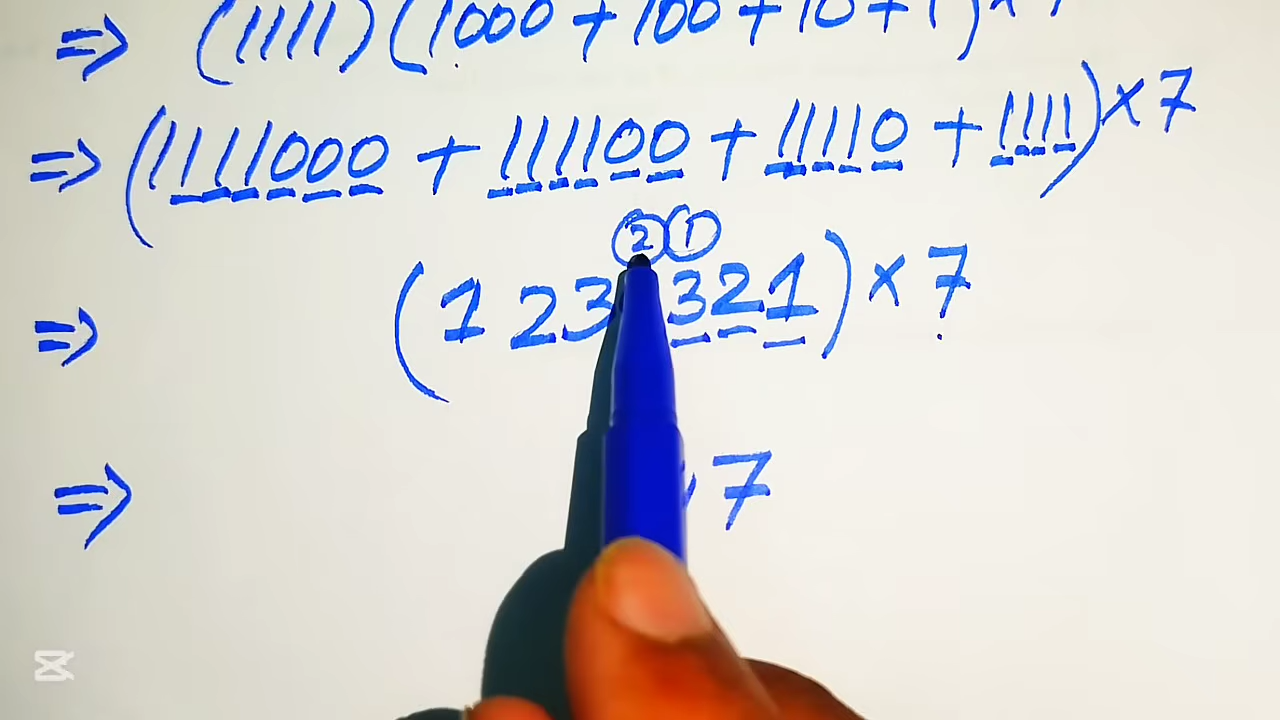 ⇒ (1111)(1000 + 100 + 10 + 1) × 7
⇒ (1111000 + 111100 + 11110 + 1111) × 7
2 1
⇒ (123 321) × 7
⇒ , 7